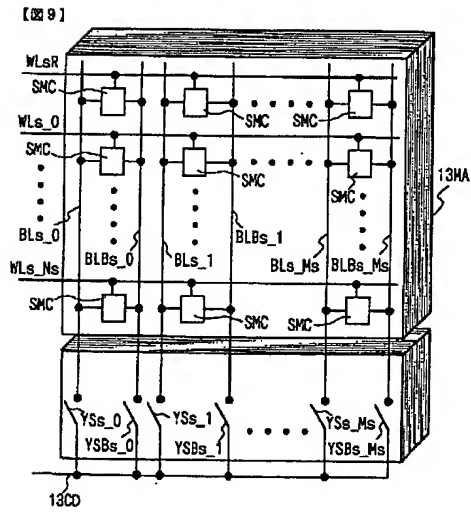 【図9】
WLsR
SMC
SMC SMC
WLs_0
SMC
SMC
SMC
13MA
BLs_0
BLBs_0
BLs_1
BLBs_1
BLs_Ms
BLBs_Ms
WLs_Ns
SMC
SMC SMC
YSs_0 YSs_1 YSs_Ms
YSBs_0 YSBs_1 YSBs_Ms
13CD